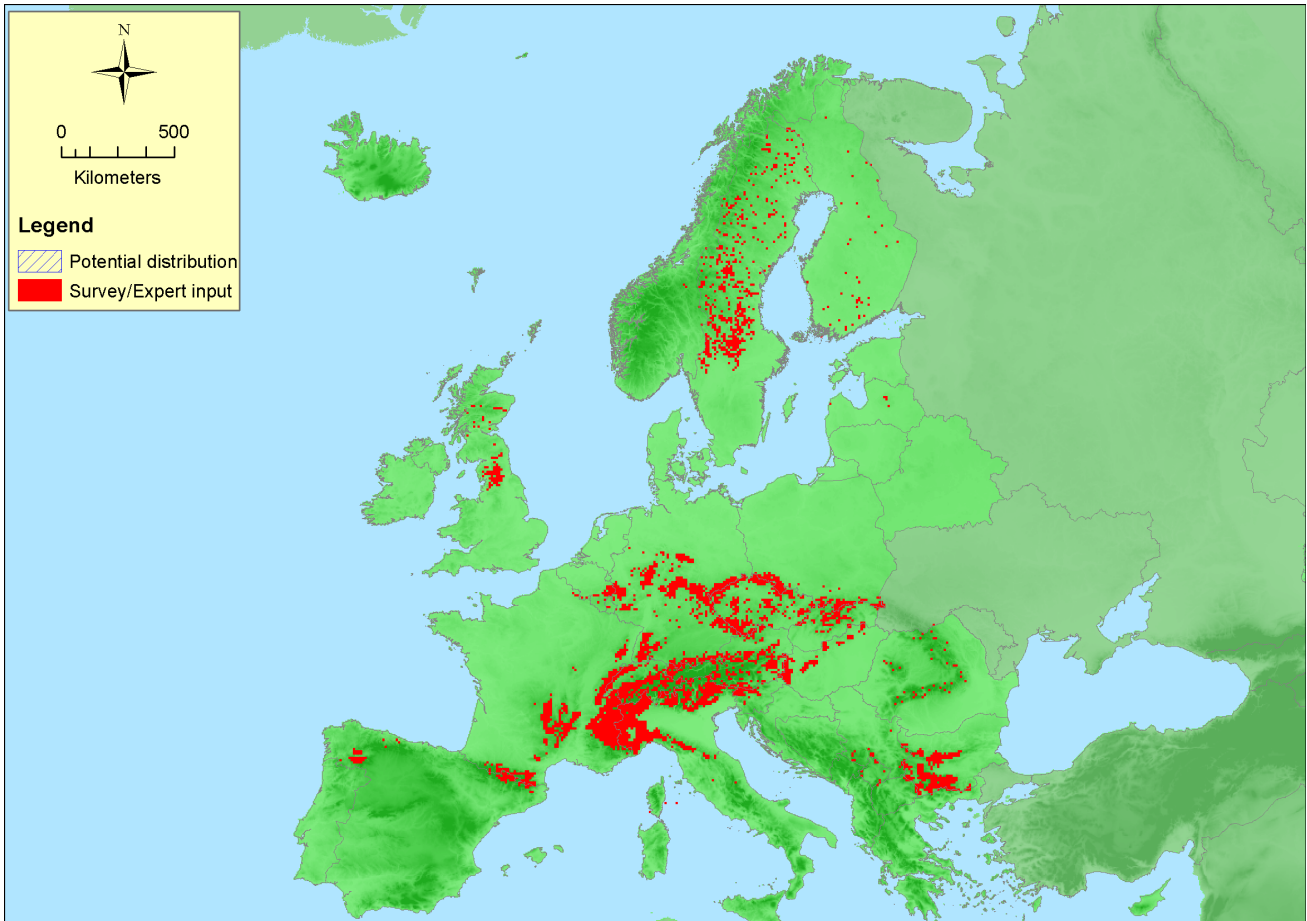 N
0 500
Kilometers
Legend
Potential distribution
Survey/Expert input